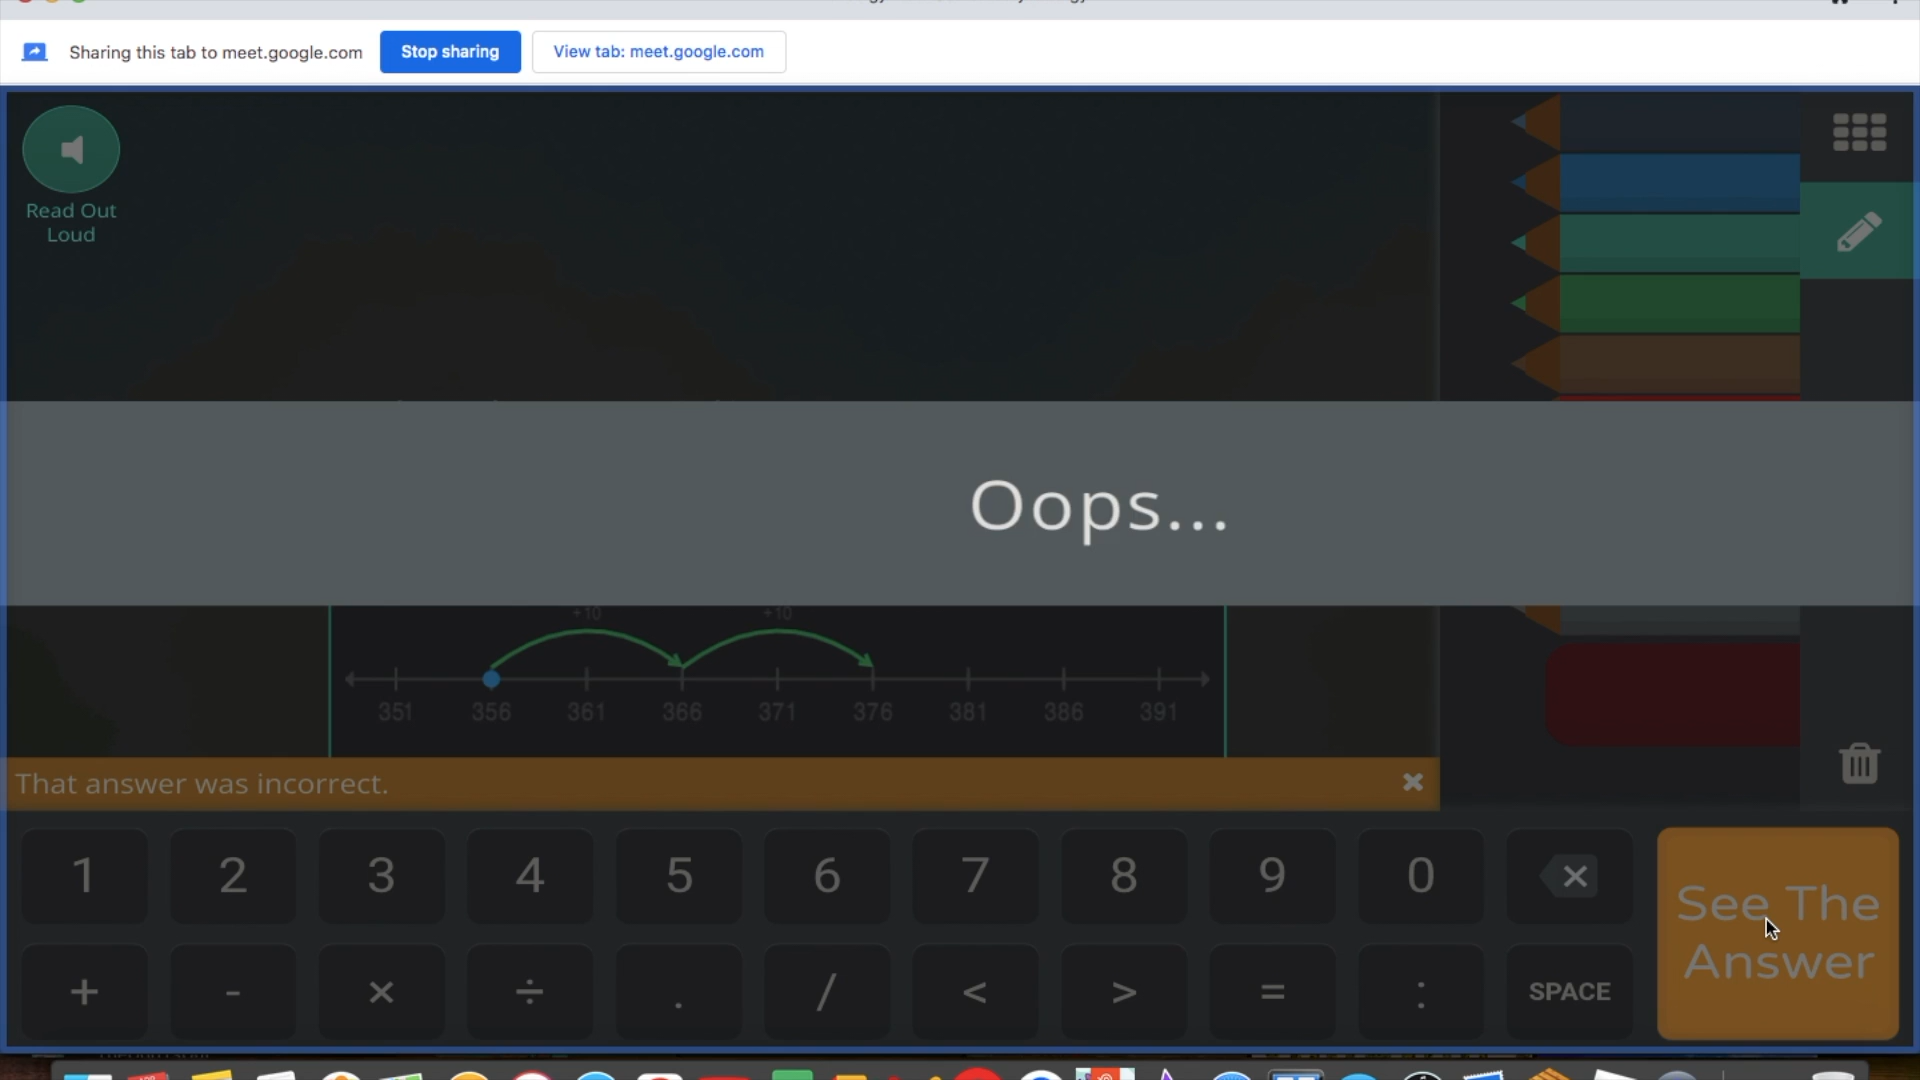 Sharing this tab to meet.google.com
Stop sharing
View tab: meet.google.com
Read Out
Loud
Oops...
+10 +10
351 356 361 366 371 376 381 386 391
That answer was incorrect.
1 2 3 4 5 6 7 8 9 0
See The
Answer
+ - × ÷ . / < > = : SPACE